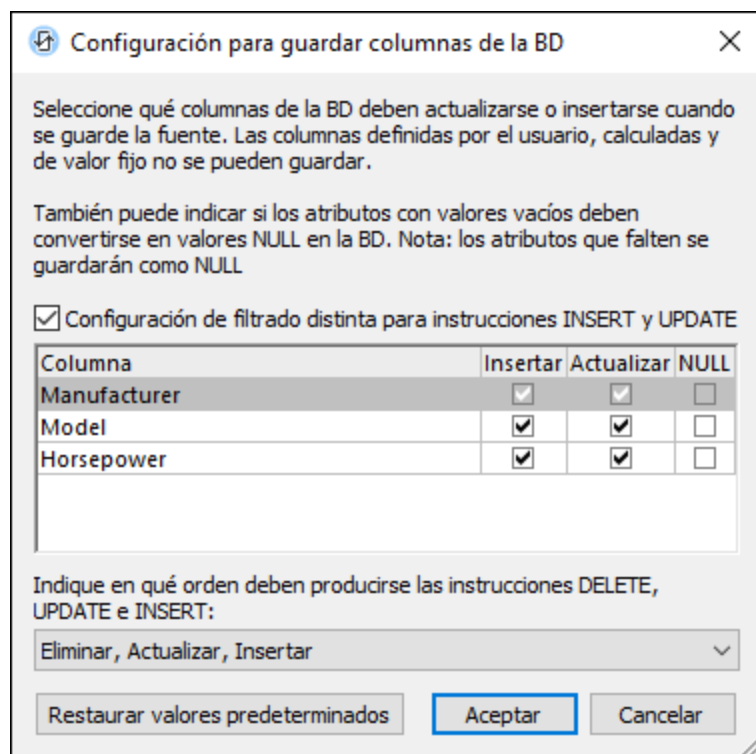 Configuración para guardar columnas de la BD
Seleccione qué columnas de la BD deben actualizarse o insertarse cuando
se guarde la fuente. Las columnas definidas por el usuario, calculadas y
de valor fijo no se pueden guardar.
También puede indicar si los atributos con valores vacíos deben
convertirse en valores NULL en la BD. Nota: los atributos que falten se
guardarán como NULL
Configuración de filtrado distinta para instrucciones INSERT y UPDATE
Columna Insertar Actualizar NULL
Manufacturer
Model
Horsepower
Indique en qué orden deben producirse las instrucciones DELETE,
UPDATE e INSERT:
Eliminar, Actualizar, Insertar
Restaurar valores predeterminados Aceptar Cancelar